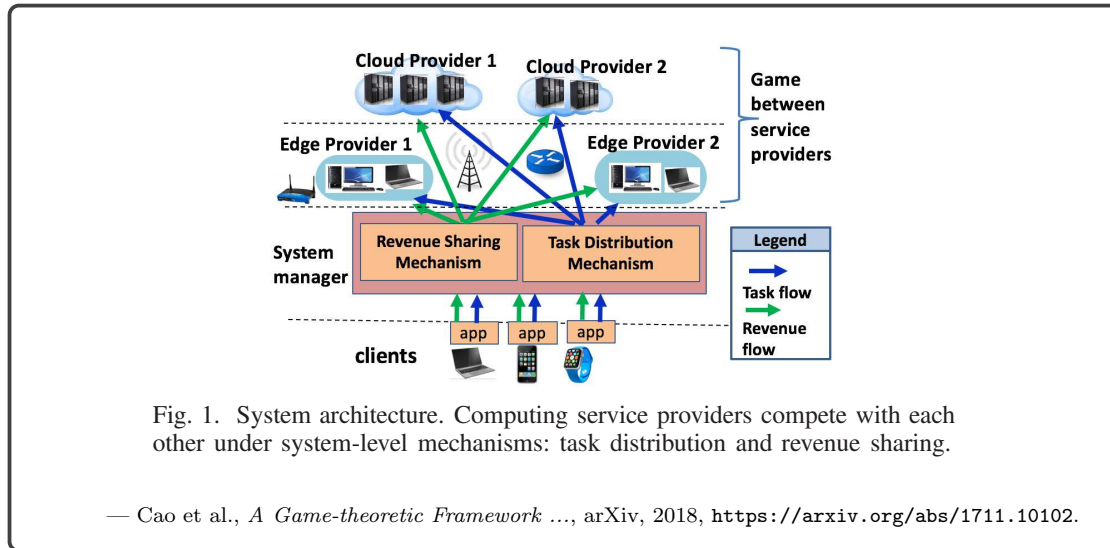 Cloud Provider 1
Cloud Provider 2
Game
between
service
providers
Edge Provider 1
Edge Provider 2
System
manager
Revenue Sharing
Mechanism
Task Distribution
Mechanism
Legend
Task flow
Revenue
flow
app
app
app
clients
Fig. 1. System architecture. Computing service providers compete with each
other under system-level mechanisms: task distribution and revenue sharing.
— Cao et al., A Game-theoretic Framework ..., arXiv, 2018, https://arxiv.org/abs/1711.10102.